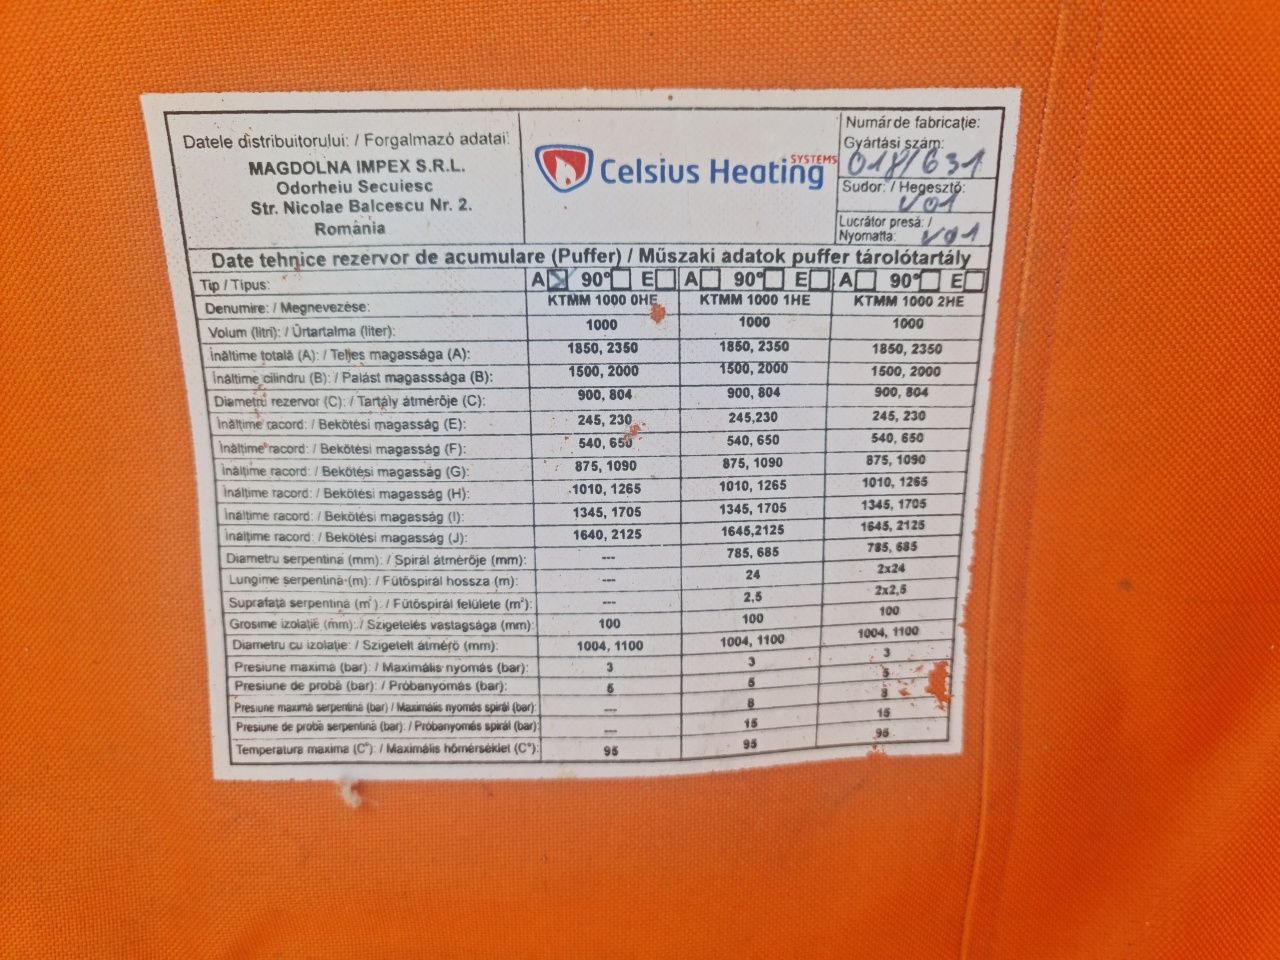 Datele distribuitorului: / Forgalmazó adatai:
MAGDOLNA IMPEX S.R.L.
Odorheiu Secuiesc
Str. Nicolae Balcescu Nr. 2.
România
Celsius Heating SYSTEMS
Număr de fabricație:
Gyártási szám:
018/631
Sudor: / Hegesztő:
V01
Lucrător presă: /
Nyomatta: V01
Date tehnice rezervor de acumulare (Puffer) / Műszaki adatok puffer tárolótartály
Tip / Típus: A 90° E A 90° E A 90° E
Denumire: / Megnevezése: KTMM 1000 0HE KTMM 1000 1HE KTMM 1000 2HE
Volum (litri): / Űrtartalma (liter): 1000 1000 1000
Înălțime totală (A): / Teljes magassága (A): 1850, 2350 1850, 2350 1850, 2350
Înălțime cilindru (B): / Palást magasssága (B): 1500, 2000 1500, 2000 1500, 2000
Diametru rezervor (C): / Tartály átmérője (C): 900, 804 900, 804 900, 804
Înălțime racord: / Bekötési magasság (E): 245, 230 245,230 245, 230
Înălțime racord: / Bekötési magasság (F): 540, 650 540, 650 540, 650
Înălțime racord: / Bekötési magasság (G): 875, 1090 875, 1090 875, 1090
Înălțime racord: / Bekötési magasság (H): 1010, 1265 1010, 1265 1010, 1265
Înălțime racord: / Bekötési magasság (I): 1345, 1705 1345, 1705 1345, 1705
Înălțime racord: / Bekötési magasság (J): 1640, 2125 1645,2125 1645, 2125
Diametru serpentină (mm): / Spirál átmérője (mm): --- 785, 685 785, 685
Lungime serpentină (m): / Fűtőspirál hossza (m): --- 24 2x24
Suprafață serpentină (m²): / Fűtőspirál felülete (m²): --- 2,5 2x2,5
Grosime izolație (mm): / Szigetelés vastagsága (mm): 100 100 100
Diametru cu izolație: / Szigetelt átmérő (mm): 1004, 1100 1004, 1100 1004, 1100
Presiune maximă (bar): / Maximális nyomás (bar): 3 3 3
Presiune de probă (bar): / Próbanyomás (bar): 5 5 5
Presiune maximă serpentină (bar) / Maximális nyomás spirál (bar): --- 8 8
Presiune de probă serpentină (bar): / Próbanyomás spirál (bar): --- 15 15
Temperatura maxima (C°): / Maximális hőmérséklet (C°): 95 95 95